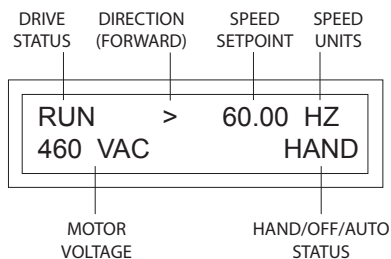 DRIVE STATUS
DIRECTION (FORWARD)
SPEED SETPOINT
SPEED UNITS
RUN > 60.00 HZ
460 VAC HAND
MOTOR VOLTAGE
HAND/OFF/AUTO STATUS